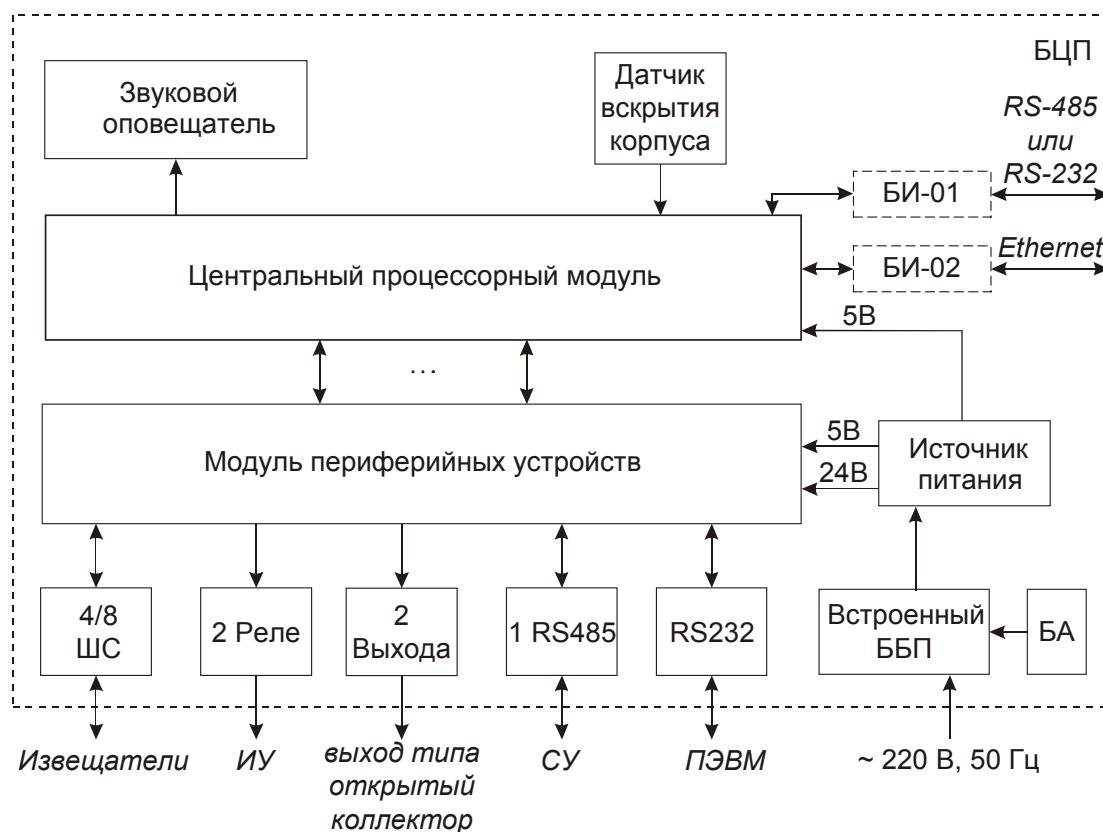 БЦП
Звуковой
оповещатель
Датчик
вскрытия
корпуса
RS-485
или
RS-232
БИ-01
Ethernet
БИ-02
Центральный процессорный модуль
5В
...
Модуль периферийных устройств
5В
24В
Источник
питания
4/8
ШС
2 Реле
2
Выхода
1 RS485
RS232
Встроенный
ББП
БА
Извещатели
ИУ
выход типа
открытый
коллектор
СУ
ПЭВМ
~ 220 В, 50 Гц